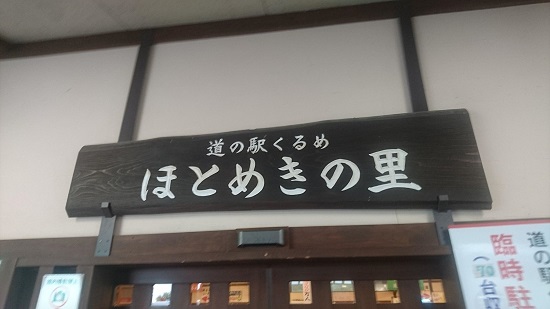 道の駅くるめ
ほとめきの里
道の駅
臨時駐